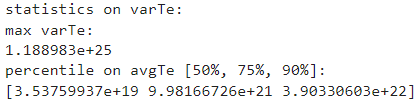 statistics on varTe:
max varTe:
1.188983e+25
percentile on avgTe [50%, 75%, 90%]:
[3.53759937e+19 9.98166726e+21 3.90330603e+22]